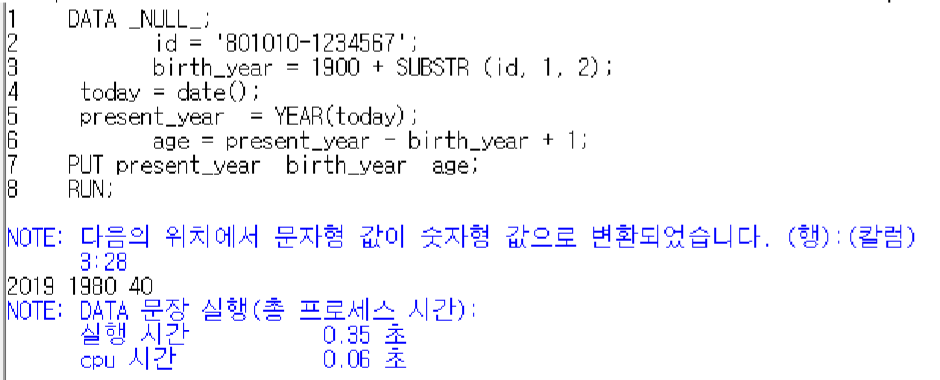 1 DATA _NULL_;
2 id = '801010-1234567';
3 birth_year = 1900 + SUBSTR (id, 1, 2);
4 today = date();
5 present_year = YEAR(today);
6 age = present_year - birth_year + 1;
7 PUT present_year birth_year age;
8 RUN;
NOTE: 다음의 위치에서 문자형 값이 숫자형 값으로 변환되었습니다. (행):(칼럼)
3:28
2019 1980 40
NOTE: DATA 문장 실행(총 프로세스 시간):
실행 시간 0.35 초
cpu 시간 0.06 초